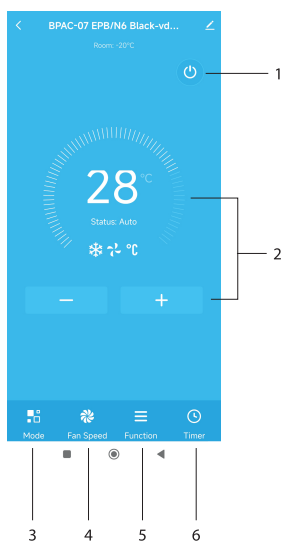 BPAC-07 EPB/N6 Black-vd...
Room: -20°C
1
28 °C
Status: Auto
°C
2
− +
Mode Fan Speed Function Timer
3 4 5 6